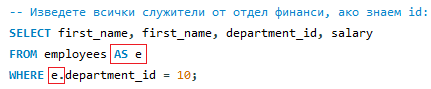 -- Изведете всички служители от отдел финанси, ако знаем id:
SELECT first_name, first_name, department_id, salary
FROM employees AS e
WHERE e.department_id = 10;